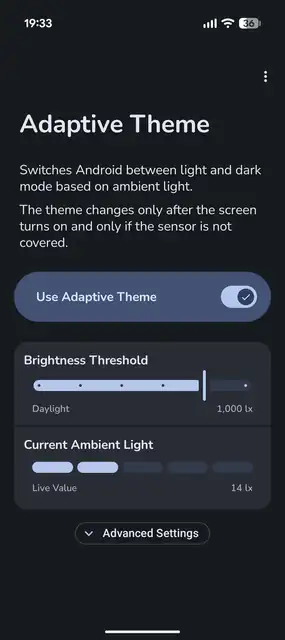 19:33
36
Adaptive Theme
Switches Android between light and dark
mode based on ambient light.
The theme changes only after the screen
turns on and only if the sensor is not
covered.
Use Adaptive Theme
Brightness Threshold
Daylight
1,000 lx
Current Ambient Light
Live Value
14 lx
Advanced Settings